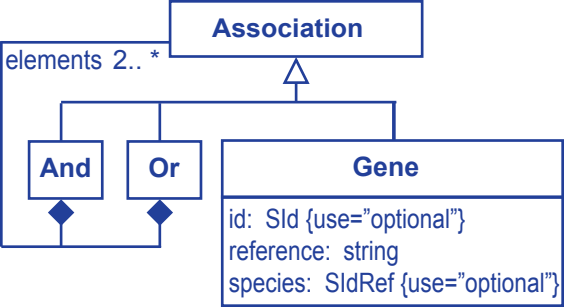 Association
elements 2.. *
And
Or
Gene
id: SId {use=”optional”}
reference: string
species: SIdRef {use=”optional”}